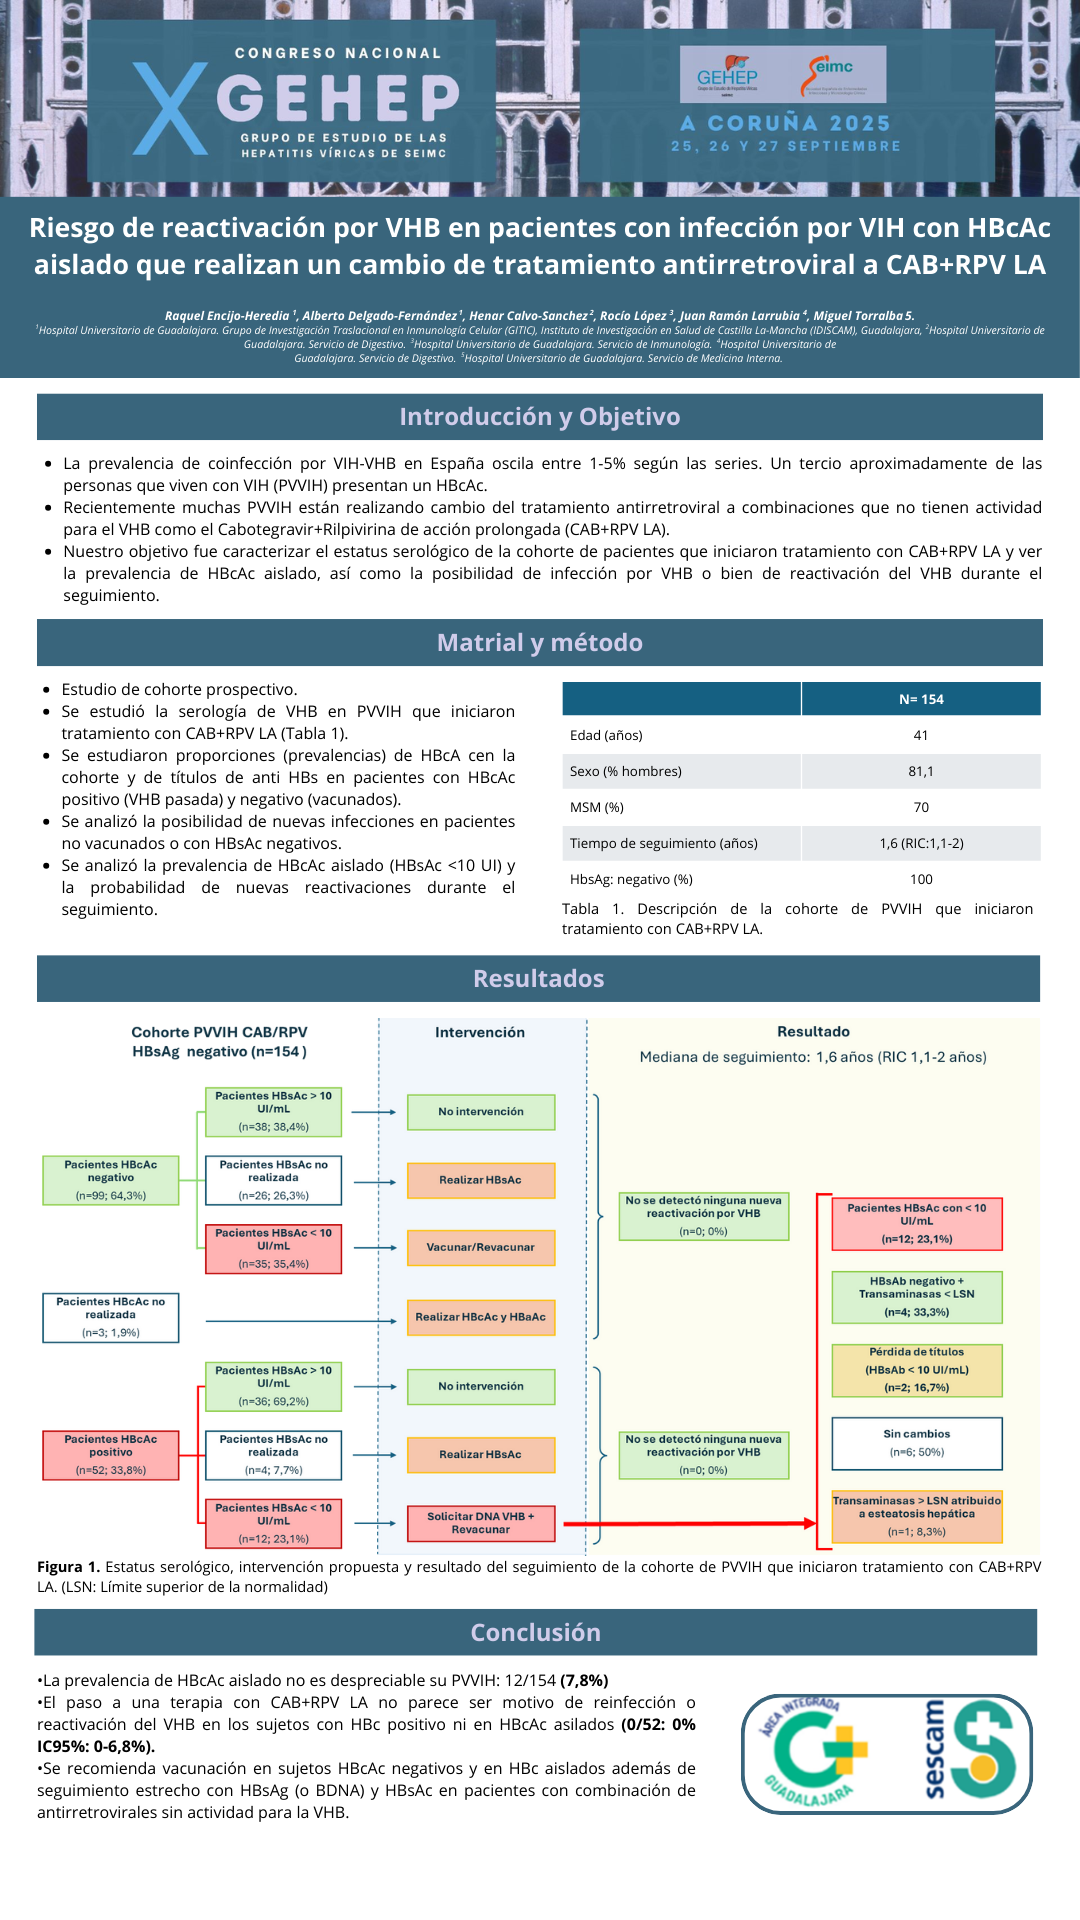 CONGRESO NACIONAL
X GEHEP
GRUPO DE ESTUDIO DE LAS
HEPATITIS VÍRICAS DE SEIMC
GEHEP
Seimc
A CORUÑA 2025
25, 26 Y 27 SEPTIEMBRE
Riesgo de reactivación por VHB en pacientes con infección por VIH con HBcAc
aislado que realizan un cambio de tratamiento antirretroviral a CAB+RPV LA
Raquel Encijo-Heredia 1, Alberto Delgado-Fernández 1, Henar Calvo-Sanchez 2, Rocío López 3, Juan Ramón Larrubia 4, Miguel Torralba 5.
1Hospital Universitario de Guadalajara. Grupo de Investigación Traslacional en Inmunología Celular (GITIC), Instituto de Investigación en Salud de Castilla La-Mancha (IDISCAM), Guadalajara, 2Hospital Universitario de
Guadalajara. Servicio de Digestivo. 3Hospital Universitario de Guadalajara. Servicio de Inmunología. 4Hospital Universitario de
Guadalajara. Servicio de Digestivo. 5Hospital Universitario de Guadalajara. Servicio de Medicina Interna.
Introducción y Objetivo
• La prevalencia de coinfección por VIH-VHB en España oscila entre 1-5% según las series. Un tercio aproximadamente de las
personas que viven con VIH (PVVIH) presentan un HBcAc.
• Recientemente muchas PVVIH están realizando cambio del tratamiento antirretroviral a combinaciones que no tienen actividad
para el VHB como el Cabotegravir+Rilpivirina de acción prolongada (CAB+RPV LA).
• Nuestro objetivo fue caracterizar el estatus serológico de la cohorte de pacientes que iniciaron tratamiento con CAB+RPV LA y ver
la prevalencia de HBcAc aislado, así como la posibilidad de infección por VHB o bien de reactivación del VHB durante el
seguimiento.
Matrial y método
• Estudio de cohorte prospectivo.
• Se estudió la serología de VHB en PVVIH que iniciaron
tratamiento con CAB+RPV LA (Tabla 1).
• Se estudiaron proporciones (prevalencias) de HBcA cen la
cohorte y de títulos de anti HBs en pacientes con HBcAc
positivo (VHB pasada) y negativo (vacunados).
• Se analizó la posibilidad de nuevas infecciones en pacientes
no vacunados o con HBsAc negativos.
• Se analizó la prevalencia de HBcAc aislado (HBsAc <10 UI) y
la probabilidad de nuevas reactivaciones durante el
seguimiento.
N= 154
Edad (años) 41
Sexo (% hombres) 81,1
MSM (%) 70
Tiempo de seguimiento (años) 1,6 (RIC:1,1-2)
HbsAg: negativo (%) 100
Tabla 1. Descripción de la cohorte de PVVIH que iniciaron
tratamiento con CAB+RPV LA.
Resultados
Cohorte PVVIH CAB/RPV
HBsAg negativo (n=154 )
Intervención
Resultado
Mediana de seguimiento: 1,6 años (RIC 1,1-2 años)
Pacientes HBcAc
negativo
(n=99; 64,3%)
Pacientes HBsAc > 10
UI/mL
(n=38; 38,4%)
No intervención
Pacientes HBsAc no
realizada
(n=26; 26,3%)
Realizar HBsAc
Pacientes HBsAc < 10
UI/mL
(n=35; 35,4%)
Vacunar/Revacunar
Pacientes HBcAc no
realizada
(n=3; 1,9%)
Realizar HBcAc y HBaAc
No se detectó ninguna nueva
reactivación por VHB
(n=0; 0%)
Pacientes HBcAc
positivo
(n=52; 33,8%)
Pacientes HBsAc > 10
UI/mL
(n=36; 69,2%)
No intervención
Pacientes HBsAc no
realizada
(n=4; 7,7%)
Realizar HBsAc
Pacientes HBsAc < 10
UI/mL
(n=12; 23,1%)
Solicitar DNA VHB +
Revacunar
No se detectó ninguna nueva
reactivación por VHB
(n=0; 0%)
Pacientes HBsAc con < 10
UI/mL
(n=12; 23,1%)
HBsAb negativo +
Transaminasas < LSN
(n=4; 33,3%)
Pérdida de títulos
(HBsAb < 10 UI/mL)
(n=2; 16,7%)
Sin cambios
(n=6; 50%)
Transaminasas > LSN atribuido
a esteatosis hepática
(n=1; 8,3%)
Figura 1. Estatus serológico, intervención propuesta y resultado del seguimiento de la cohorte de PVVIH que iniciaron tratamiento con CAB+RPV
LA. (LSN: Límite superior de la normalidad)
Conclusión
•La prevalencia de HBcAc aislado no es despreciable su PVVIH: 12/154 (7,8%)
•El paso a una terapia con CAB+RPV LA no parece ser motivo de reinfección o
reactivación del VHB en los sujetos con HBc positivo ni en HBcAc asilados (0/52: 0%
IC95%: 0-6,8%).
•Se recomienda vacunación en sujetos HBcAc negativos y en HBc aislados además de
seguimiento estrecho con HBsAg (o BDNA) y HBsAc en pacientes con combinación de
antirretrovirales sin actividad para la VHB.
ÁREA INTEGRADA
GUADALAJARA
sescam